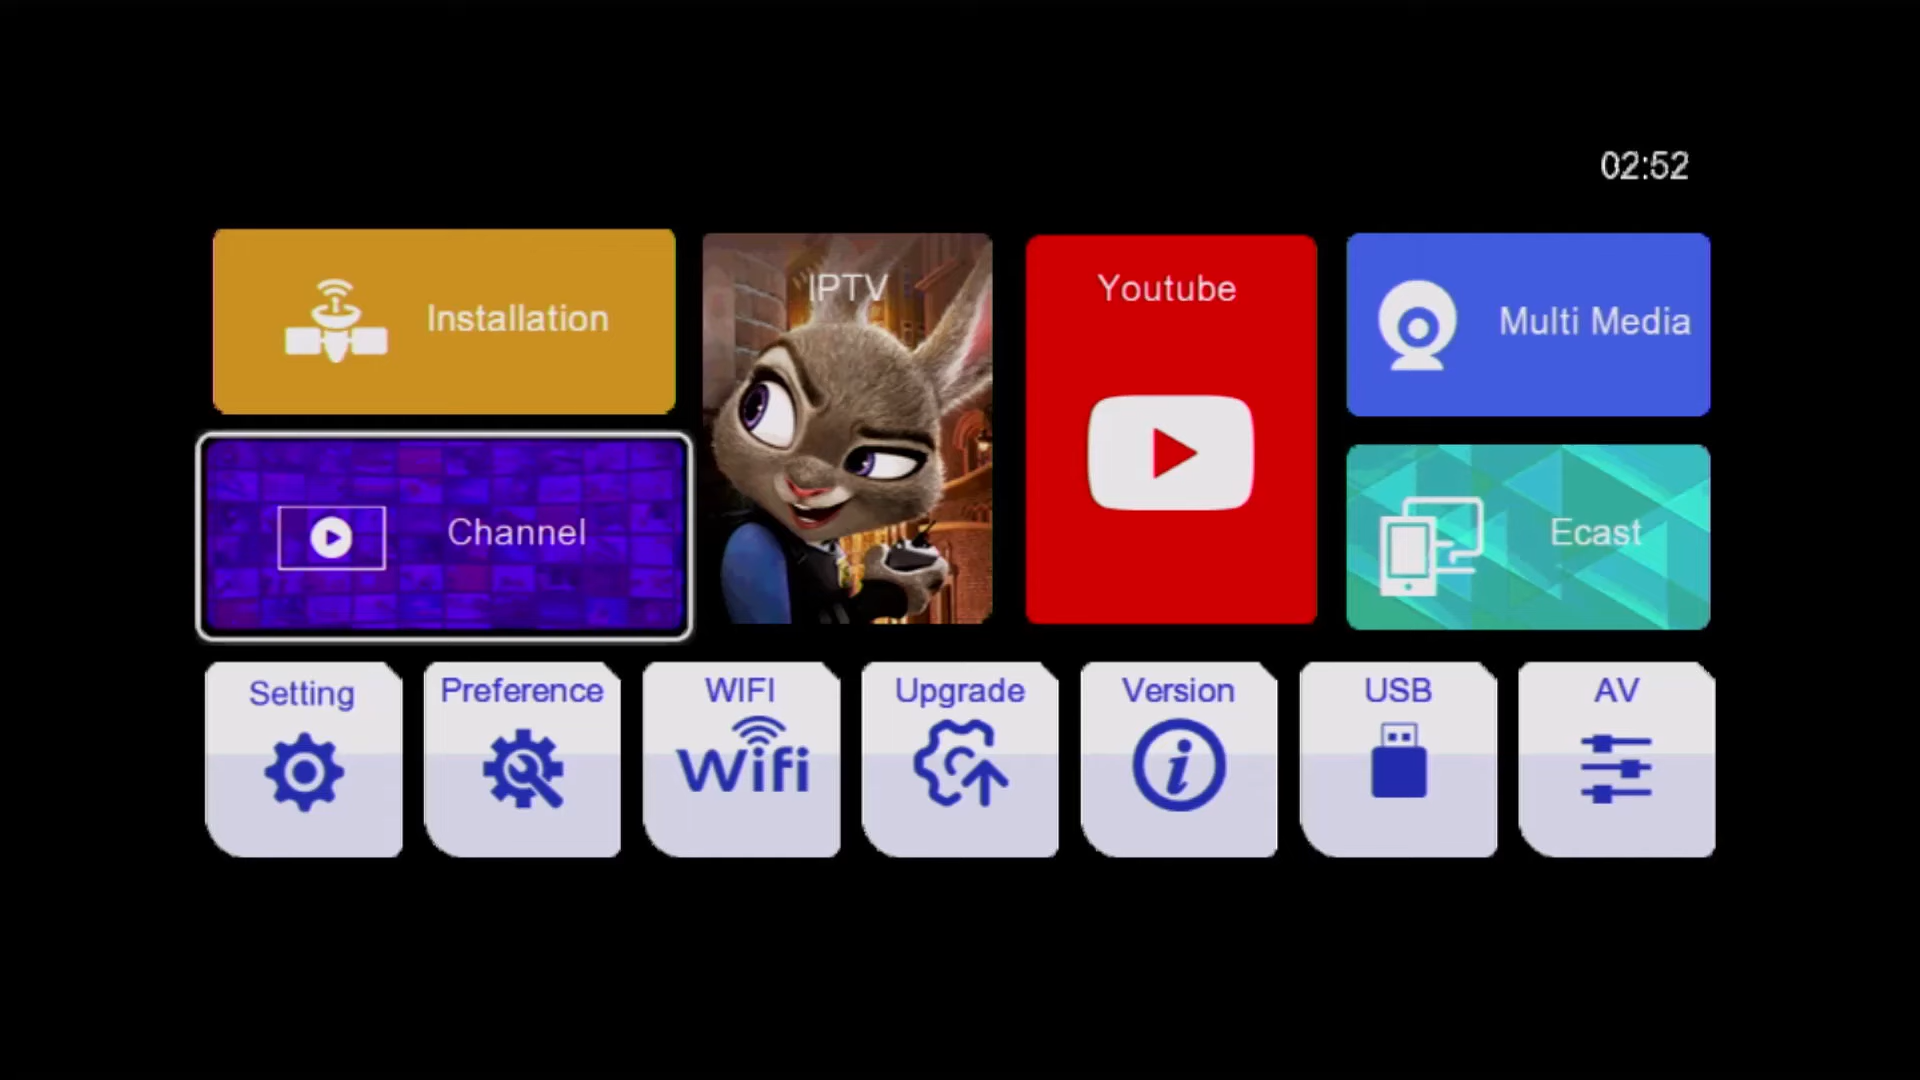 02:52
Installation
IPTV
Youtube
Multi Media
Channel
Ecast
Setting
Preference
WIFI
Wifi
Upgrade
Version
i
USB
AV